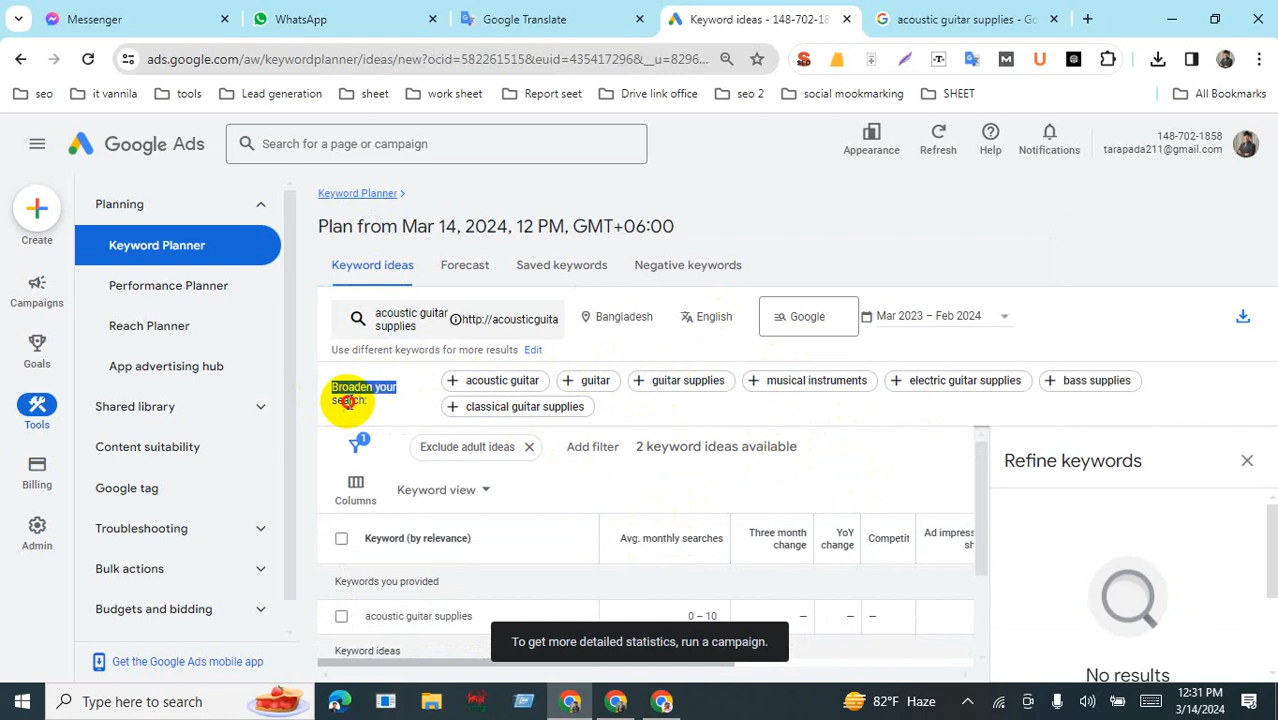 Messenger
WhatsApp
Google Translate
Keyword ideas - 148-702-18
acoustic guitar supplies - Go
ads.google.com/aw/keywordplanner/ideas/new?ocid=582261515&euid=435417296&__u=8296...
seo
it vannila
tools
Lead generation
sheet
work sheet
Report seet
Drive link office
seo 2
social mookmarking
SHEET
All Bookmarks
Google Ads
Search for a page or campaign
Appearance
Refresh
Help
Notifications
148-702-1858
tarapada211@gmail.com
Create
Campaigns
Goals
Tools
Billing
Admin
Planning
Keyword Planner
Performance Planner
Reach Planner
App advertising hub
Shared library
Content suitability
Google tag
Troubleshooting
Bulk actions
Budgets and bidding
Get the Google Ads mobile app
Keyword Planner
Plan from Mar 14, 2024, 12 PM, GMT+06:00
Keyword ideas
Forecast
Saved keywords
Negative keywords
acoustic guitar supplies
http://acousticguita
Bangladesh
English
Google
Mar 2023 – Feb 2024
Use different keywords for more results Edit
Broaden your
search:
acoustic guitar
guitar
guitar supplies
musical instruments
electric guitar supplies
bass supplies
classical guitar supplies
1
Exclude adult ideas
Add filter
2 keyword ideas available
Columns
Keyword view
Refine keywords
Keyword (by relevance)
Avg. monthly searches
Three month change
YoY change
Competit
Ad impress
sh
Keywords you provided
acoustic guitar supplies
0 – 10
—
—
—
Keyword ideas
No results
To get more detailed statistics, run a campaign.
Type here to search
82°F Haze
12:31 PM
3/14/2024